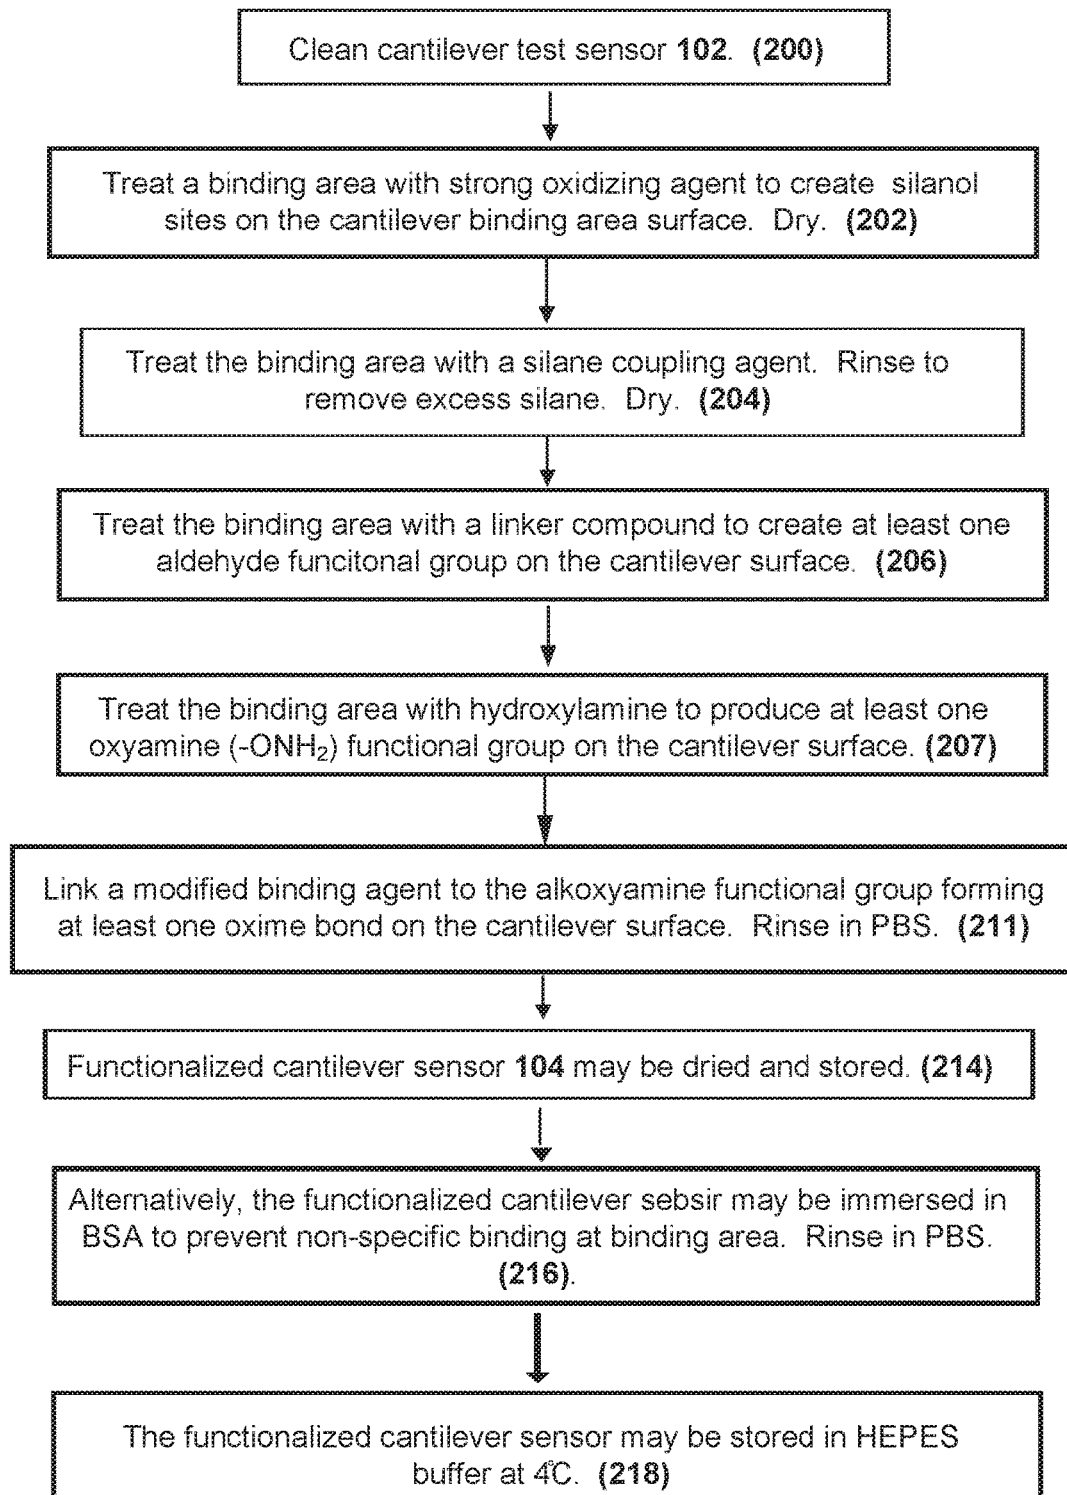 Clean cantilever test sensor 102. (200)
Treat a binding area with strong oxidizing agent to create silanol
sites on the cantilever binding area surface. Dry. (202)
Treat the binding area with a silane coupling agent. Rinse to
remove excess silane. Dry. (204)
Treat the binding area with a linker compound to create at least one
aldehyde funcitonal group on the cantilever surface. (206)
Treat the binding area with hydroxylamine to produce at least one
oxyamine (-ONH₂) functional group on the cantilever surface. (207)
Link a modified binding agent to the alkoxyamine functional group forming
at least one oxime bond on the cantilever surface. Rinse in PBS. (211)
Functionalized cantilever sensor 104 may be dried and stored. (214)
Alternatively, the functionalized cantilever sebsir may be immersed in
BSA to prevent non-specific binding at binding area. Rinse in PBS.
(216).
The functionalized cantilever sensor may be stored in HEPES
buffer at 4°C. (218)